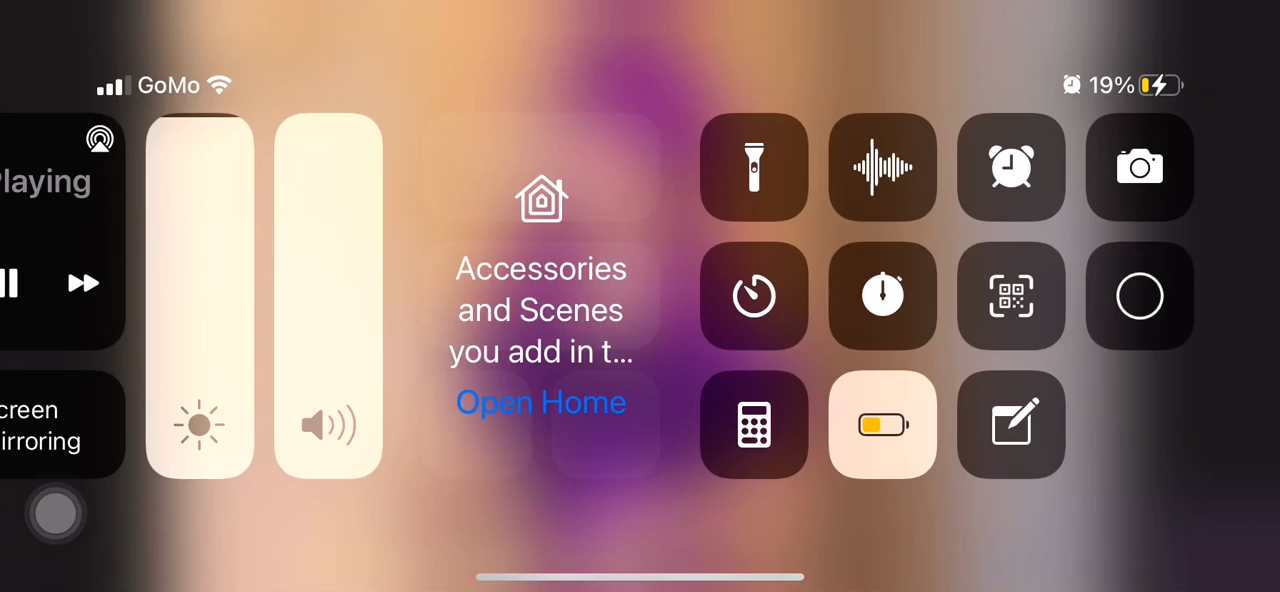 GoMo
19%
Playing
creen
irroring
Accessories
and Scenes
you add in t...
Open Home